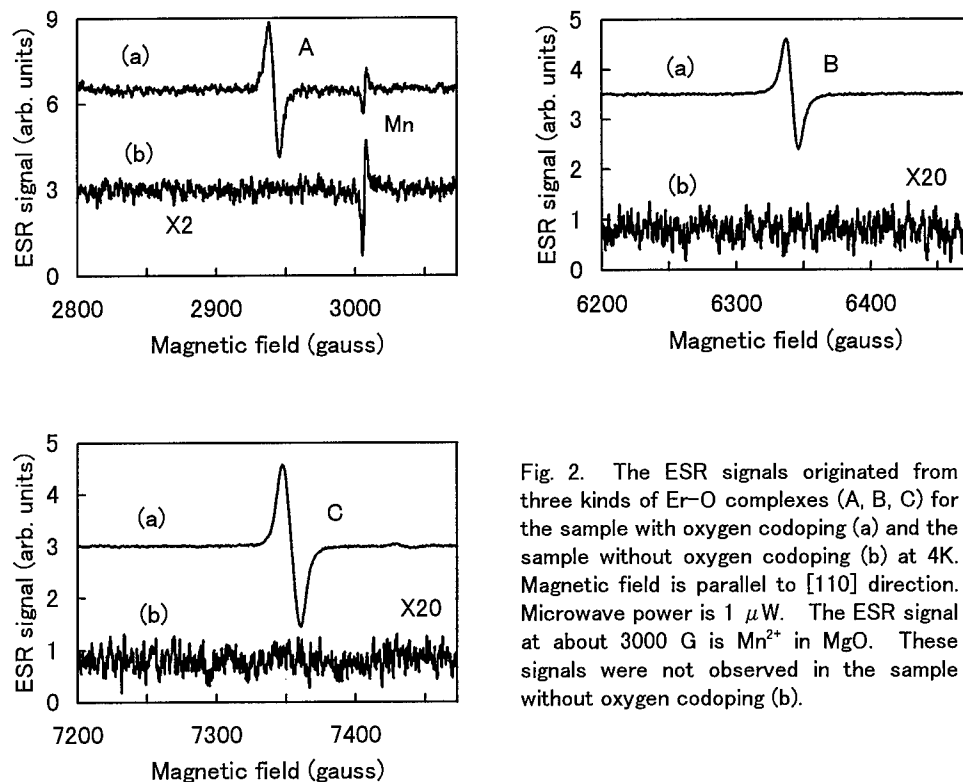 ESR signal (arb. units)
9
6
3
0
(a)
A
Mn
(b)
X2
2800
2900
3000
Magnetic field (gauss)
ESR signal (arb. units)
5
4
3
2
1
0
(a)
B
(b)
X20
6200
6300
6400
Magnetic field (gauss)
ESR signal (arb. units)
5
4
3
2
1
0
(a)
C
(b)
X20
7200
7300
7400
Magnetic field (gauss)
Fig. 2. The ESR signals originated from
three kinds of Er-O complexes (A, B, C) for
the sample with oxygen codoping (a) and the
sample without oxygen codoping (b) at 4K.
Magnetic field is parallel to [110] direction.
Microwave power is 1 μW. The ESR signal
at about 3000 G is Mn²⁺ in MgO. These
signals were not observed in the sample
without oxygen codoping (b).